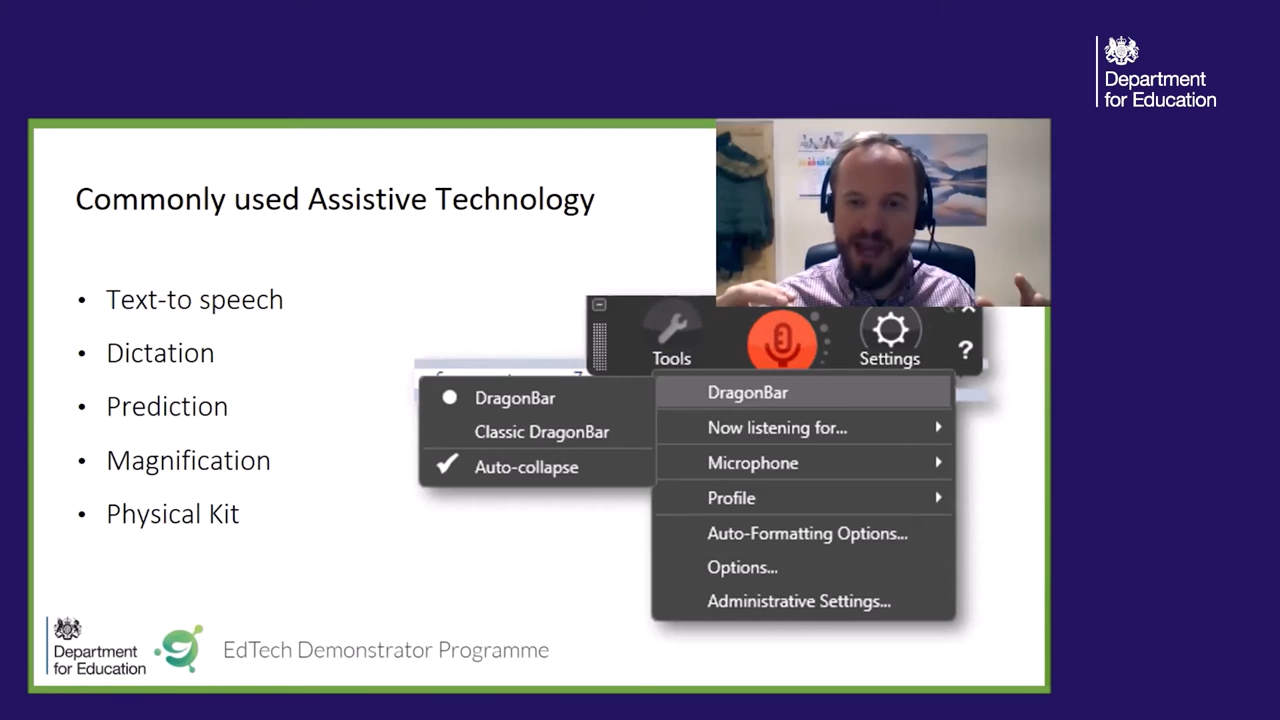 Department
for Education
Commonly used Assistive Technology
• Text-to speech
• Dictation
• Prediction
• Magnification
• Physical Kit
Tools
Settings
?
DragonBar
Classic DragonBar
Auto-collapse
DragonBar
Now listening for...
Microphone
Profile
Auto-Formatting Options...
Options...
Administrative Settings...
Department
for Education
EdTech Demonstrator Programme